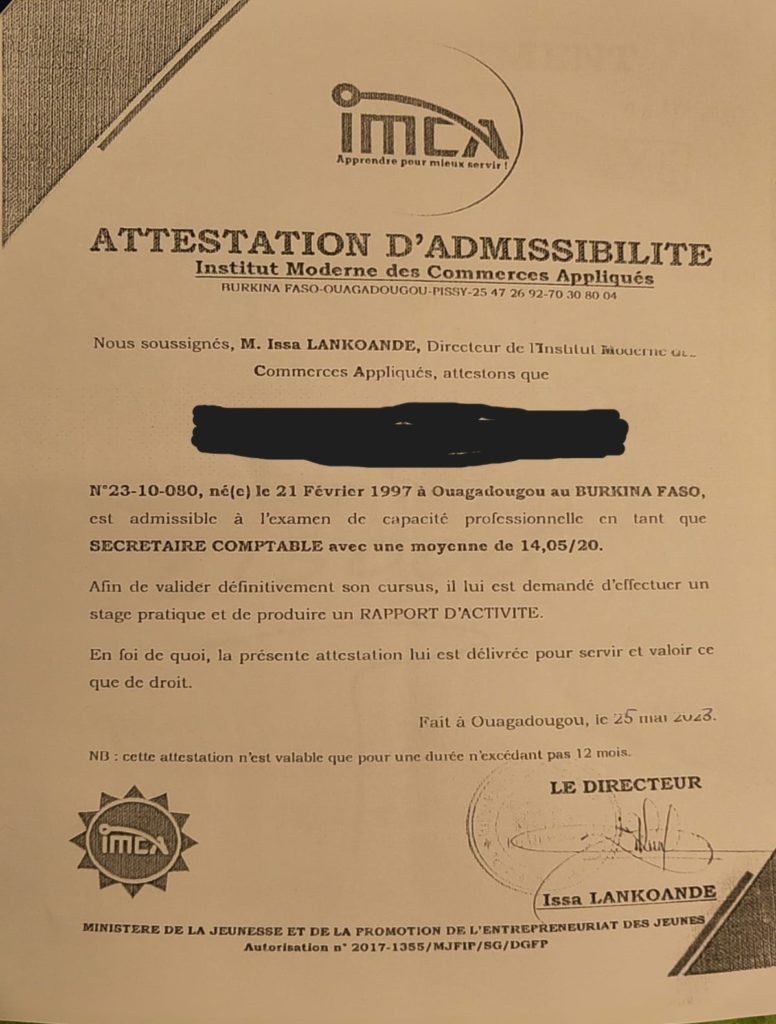 IMCA
Apprendre pour mieux servir !
ATTESTATION D'ADMISSIBILITE
Institut Moderne des Commerces Appliqués
BURKINA FASO-OUAGADOUGOU-PISSY-25 47 26 92-70 30 80 04
Nous soussignés, M. Issa LANKOANDE, Directeur de l'Institut Moderne
Commerces Appliqués, attestons que
N°23-10-080, né(e) le 21 Février 1997 à Ouagadougou au BURKINA FASO,
est admissible à l'examen de capacité professionnelle en tant que
SECRETAIRE COMPTABLE avec une moyenne de 14,05/20.
Afin de valider définitivement son cursus, il lui est demandé d'effectuer un
stage pratique et de produire un RAPPORT D'ACTIVITE.
En foi de quoi, la présente attestation lui est délivrée pour servir et valoir ce
que de droit.
Fait à Ouagadougou, le 25 mai 2023.
NB : cette attestation n'est valable que pour une durée n'excédant pas 12 mois.
LE DIRECTEUR
IMCA
Issa LANKOANDE
MINISTERE DE LA JEUNESSE ET DE LA PROMOTION DE L'ENTREPRENEURIAT DES JEUNES
Autorisation n° 2017-1355/MJFIP/SG/DGFP